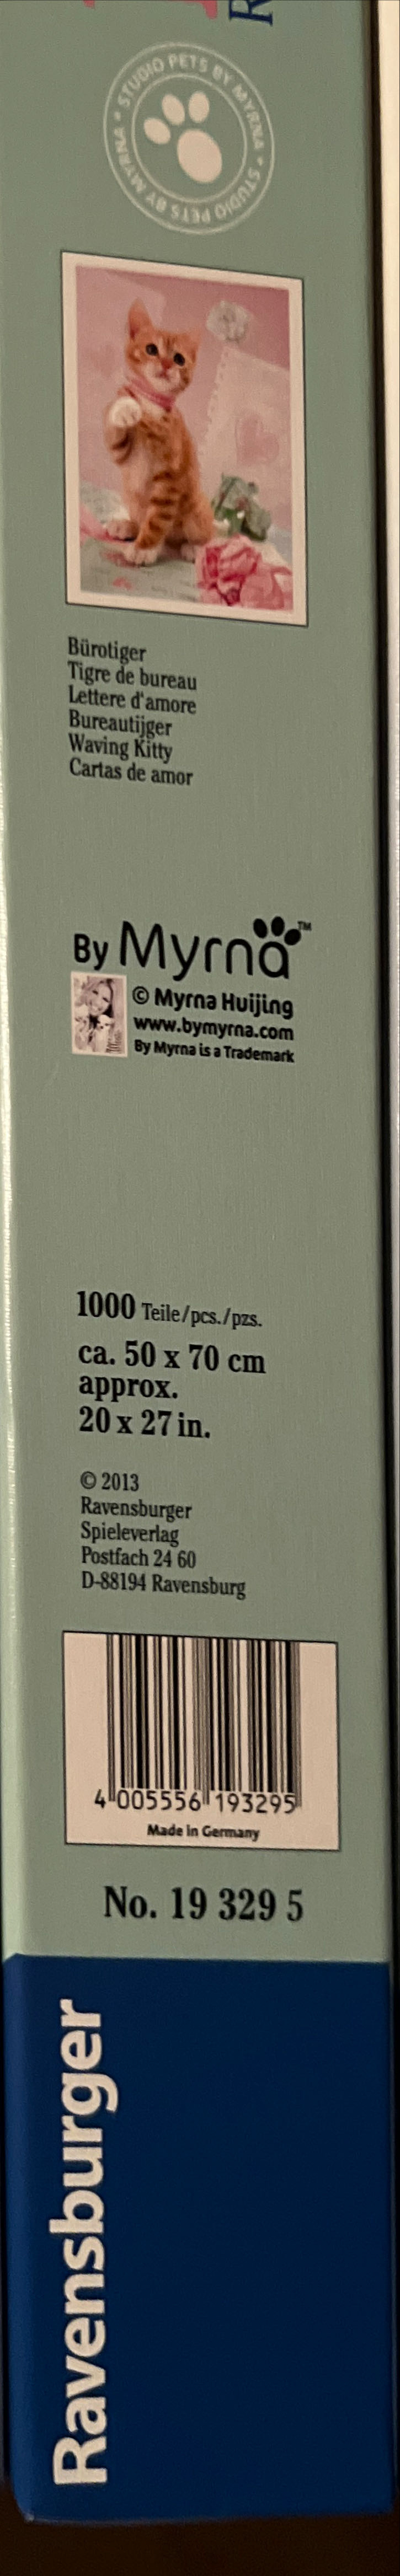 R
STUDIO PETS BY MYRNA * STUDIO PETS BY MYRNA *
Bürotiger
Tigre de bureau
Lettere d'amore
Bureautijger
Waving Kitty
Cartas de amor
By Myrna™
© Myrna Huijing
www.bymyrna.com
By Myrna is a Trademark
1000 Teile/pcs./pzs.
ca. 50 x 70 cm
approx.
20 x 27 in.
© 2013
Ravensburger
Spieleverlag
Postfach 24 60
D-88194 Ravensburg
4 005556 193295
Made in Germany
No. 19 329 5
Ravensburger